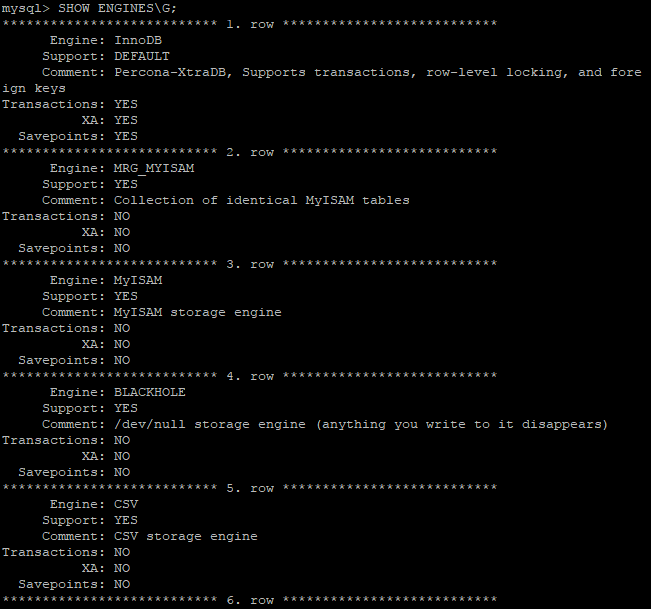 mysql> SHOW ENGINES\G;
*************************** 1. row ***************************
Engine: InnoDB
Support: DEFAULT
Comment: Percona-XtraDB, Supports transactions, row-level locking, and fore
ign keys
Transactions: YES
XA: YES
Savepoints: YES
*************************** 2. row ***************************
Engine: MRG_MYISAM
Support: YES
Comment: Collection of identical MyISAM tables
Transactions: NO
XA: NO
Savepoints: NO
*************************** 3. row ***************************
Engine: MyISAM
Support: YES
Comment: MyISAM storage engine
Transactions: NO
XA: NO
Savepoints: NO
*************************** 4. row ***************************
Engine: BLACKHOLE
Support: YES
Comment: /dev/null storage engine (anything you write to it disappears)
Transactions: NO
XA: NO
Savepoints: NO
*************************** 5. row ***************************
Engine: CSV
Support: YES
Comment: CSV storage engine
Transactions: NO
XA: NO
Savepoints: NO
*************************** 6. row ***************************